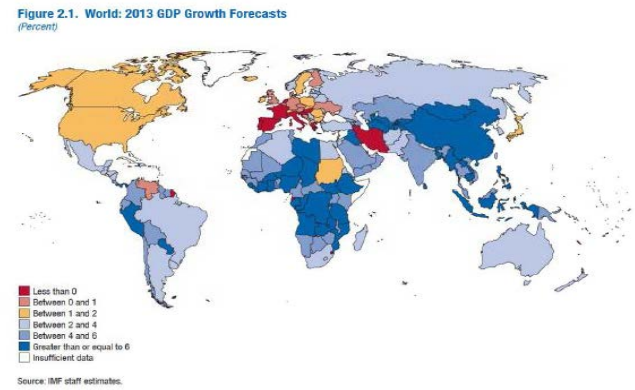 Figure 2.1. World: 2013 GDP Growth Forecasts
(Percent)
Less than 0
Between 0 and 1
Between 1 and 2
Between 2 and 4
Between 4 and 6
Greater than or equal to 6
Insufficient data
Source: IMF staff estimates.